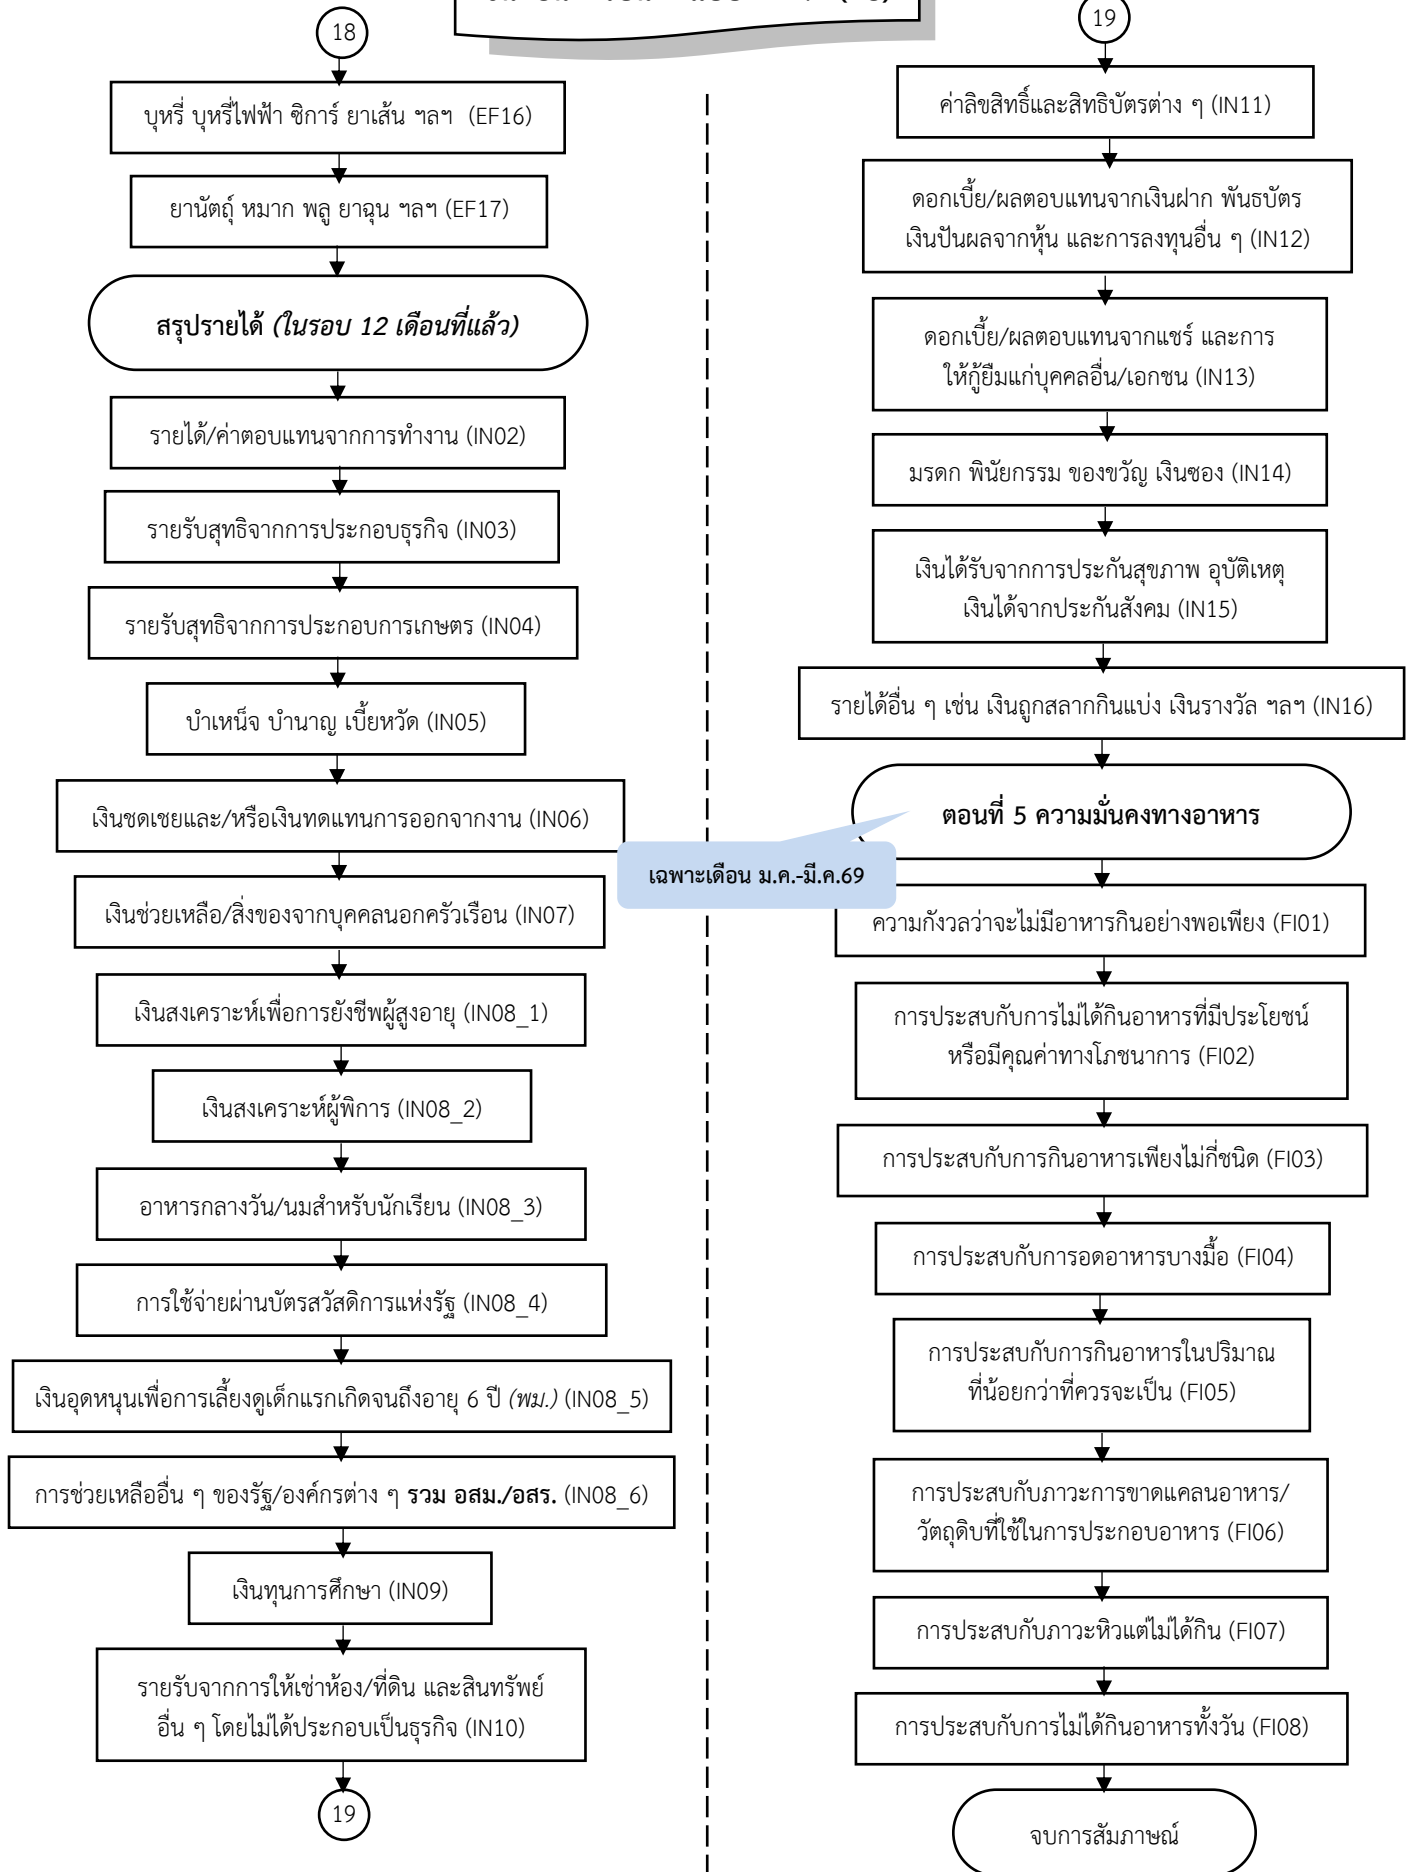 18
บุหรี่ บุหรี่ไฟฟ้า ซิการ์ ยาเส้น ฯลฯ (EF16)
ยานัตถุ์ หมาก พลู ยาฉุน ฯลฯ (EF17)
สรุปรายได้ (ในรอบ 12 เดือนที่แล้ว)
รายได้/ค่าตอบแทนจากการทำงาน (IN02)
รายรับสุทธิจากการประกอบธุรกิจ (IN03)
รายรับสุทธิจากการประกอบการเกษตร (IN04)
บำเหน็จ บำนาญ เบี้ยหวัด (IN05)
เงินชดเชยและ/หรือเงินทดแทนการออกจากงาน (IN06)
เงินช่วยเหลือ/สิ่งของจากบุคคลนอกครัวเรือน (IN07)
เงินสงเคราะห์เพื่อการยังชีพผู้สูงอายุ (IN08_1)
เงินสงเคราะห์ผู้พิการ (IN08_2)
อาหารกลางวัน/นมสำหรับนักเรียน (IN08_3)
การใช้จ่ายผ่านบัตรสวัสดิการแห่งรัฐ (IN08_4)
เงินอุดหนุนเพื่อการเลี้ยงดูเด็กแรกเกิดจนถึงอายุ 6 ปี (พม.) (IN08_5)
การช่วยเหลืออื่น ๆ ของรัฐ/องค์กรต่าง ๆ รวม อสม./อสร. (IN08_6)
เงินทุนการศึกษา (IN09)
รายรับจากการให้เช่าห้อง/ที่ดิน และสินทรัพย์
อื่น ๆ โดยไม่ได้ประกอบเป็นธุรกิจ (IN10)
19
19
ค่าลิขสิทธิ์และสิทธิบัตรต่าง ๆ (IN11)
ดอกเบี้ย/ผลตอบแทนจากเงินฝาก พันธบัตร
เงินปันผลจากหุ้น และการลงทุนอื่น ๆ (IN12)
ดอกเบี้ย/ผลตอบแทนจากแชร์ และการ
ให้กู้ยืมแก่บุคคลอื่น/เอกชน (IN13)
มรดก พินัยกรรม ของขวัญ เงินซอง (IN14)
เงินได้รับจากการประกันสุขภาพ อุบัติเหตุ
เงินได้จากประกันสังคม (IN15)
รายได้อื่น ๆ เช่น เงินถูกสลากกินแบ่ง เงินรางวัล ฯลฯ (IN16)
ตอนที่ 5 ความมั่นคงทางอาหาร
เฉพาะเดือน ม.ค.-มี.ค.69
ความกังวลว่าจะไม่มีอาหารกินอย่างพอเพียง (FI01)
การประสบกับการไม่ได้กินอาหารที่มีประโยชน์
หรือมีคุณค่าทางโภชนาการ (FI02)
การประสบกับการกินอาหารเพียงไม่กี่ชนิด (FI03)
การประสบกับการอดอาหารบางมื้อ (FI04)
การประสบกับการกินอาหารในปริมาณ
ที่น้อยกว่าที่ควรจะเป็น (FI05)
การประสบกับภาวะการขาดแคลนอาหาร/
วัตถุดิบที่ใช้ในการประกอบอาหาร (FI06)
การประสบกับภาวะหิวแต่ไม่ได้กิน (FI07)
การประสบกับการไม่ได้กินอาหารทั้งวัน (FI08)
จบการสัมภาษณ์